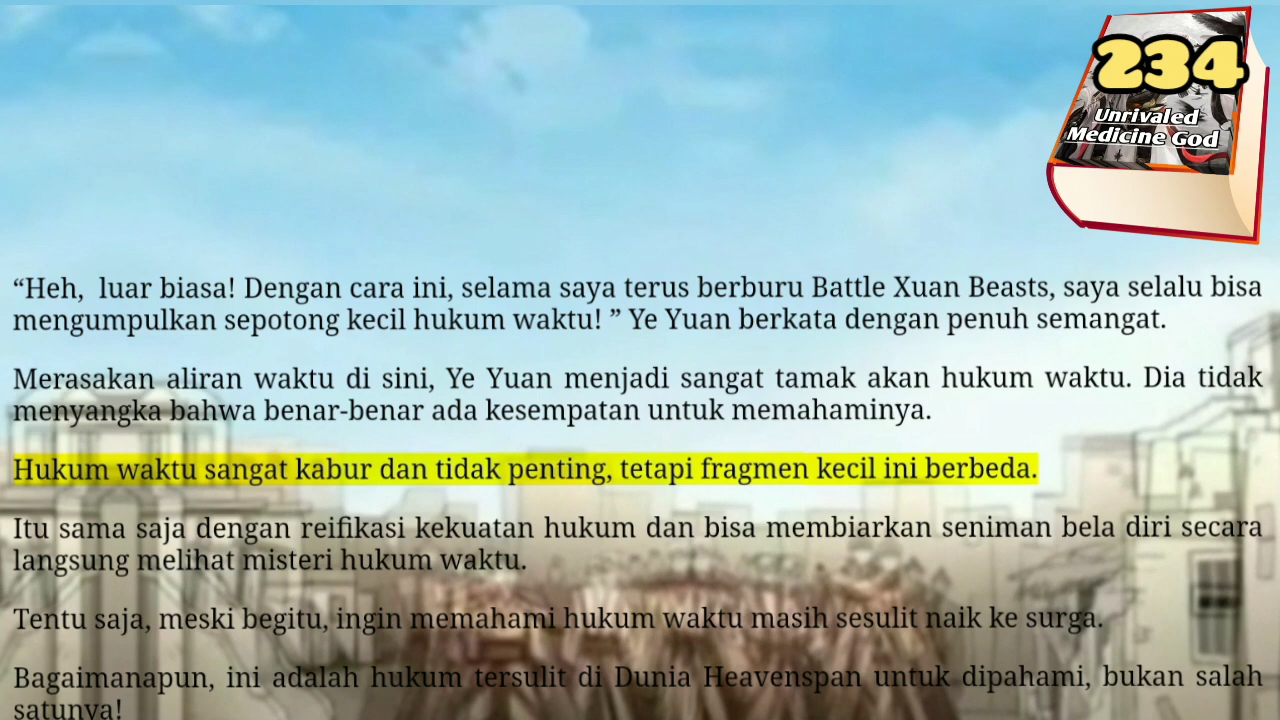 234
Unrivaled
Medicine God
“Heh,  luar biasa! Dengan cara ini, selama saya terus berburu Battle Xuan Beasts, saya selalu bisa
mengumpulkan sepotong kecil hukum waktu! ” Ye Yuan berkata dengan penuh semangat.
Merasakan aliran waktu di sini, Ye Yuan menjadi sangat tamak akan hukum waktu. Dia tidak
menyangka bahwa benar-benar ada kesempatan untuk memahaminya.
Hukum waktu sangat kabur dan tidak penting, tetapi fragmen kecil ini berbeda.
Itu sama saja dengan reifikasi kekuatan hukum dan bisa membiarkan seniman bela diri secara
langsung melihat misteri hukum waktu.
Tentu saja, meski begitu, ingin memahami hukum waktu masih sesulit naik ke surga.
Bagaimanapun, ini adalah hukum tersulit di Dunia Heavenspan untuk dipahami, bukan salah
satunya!